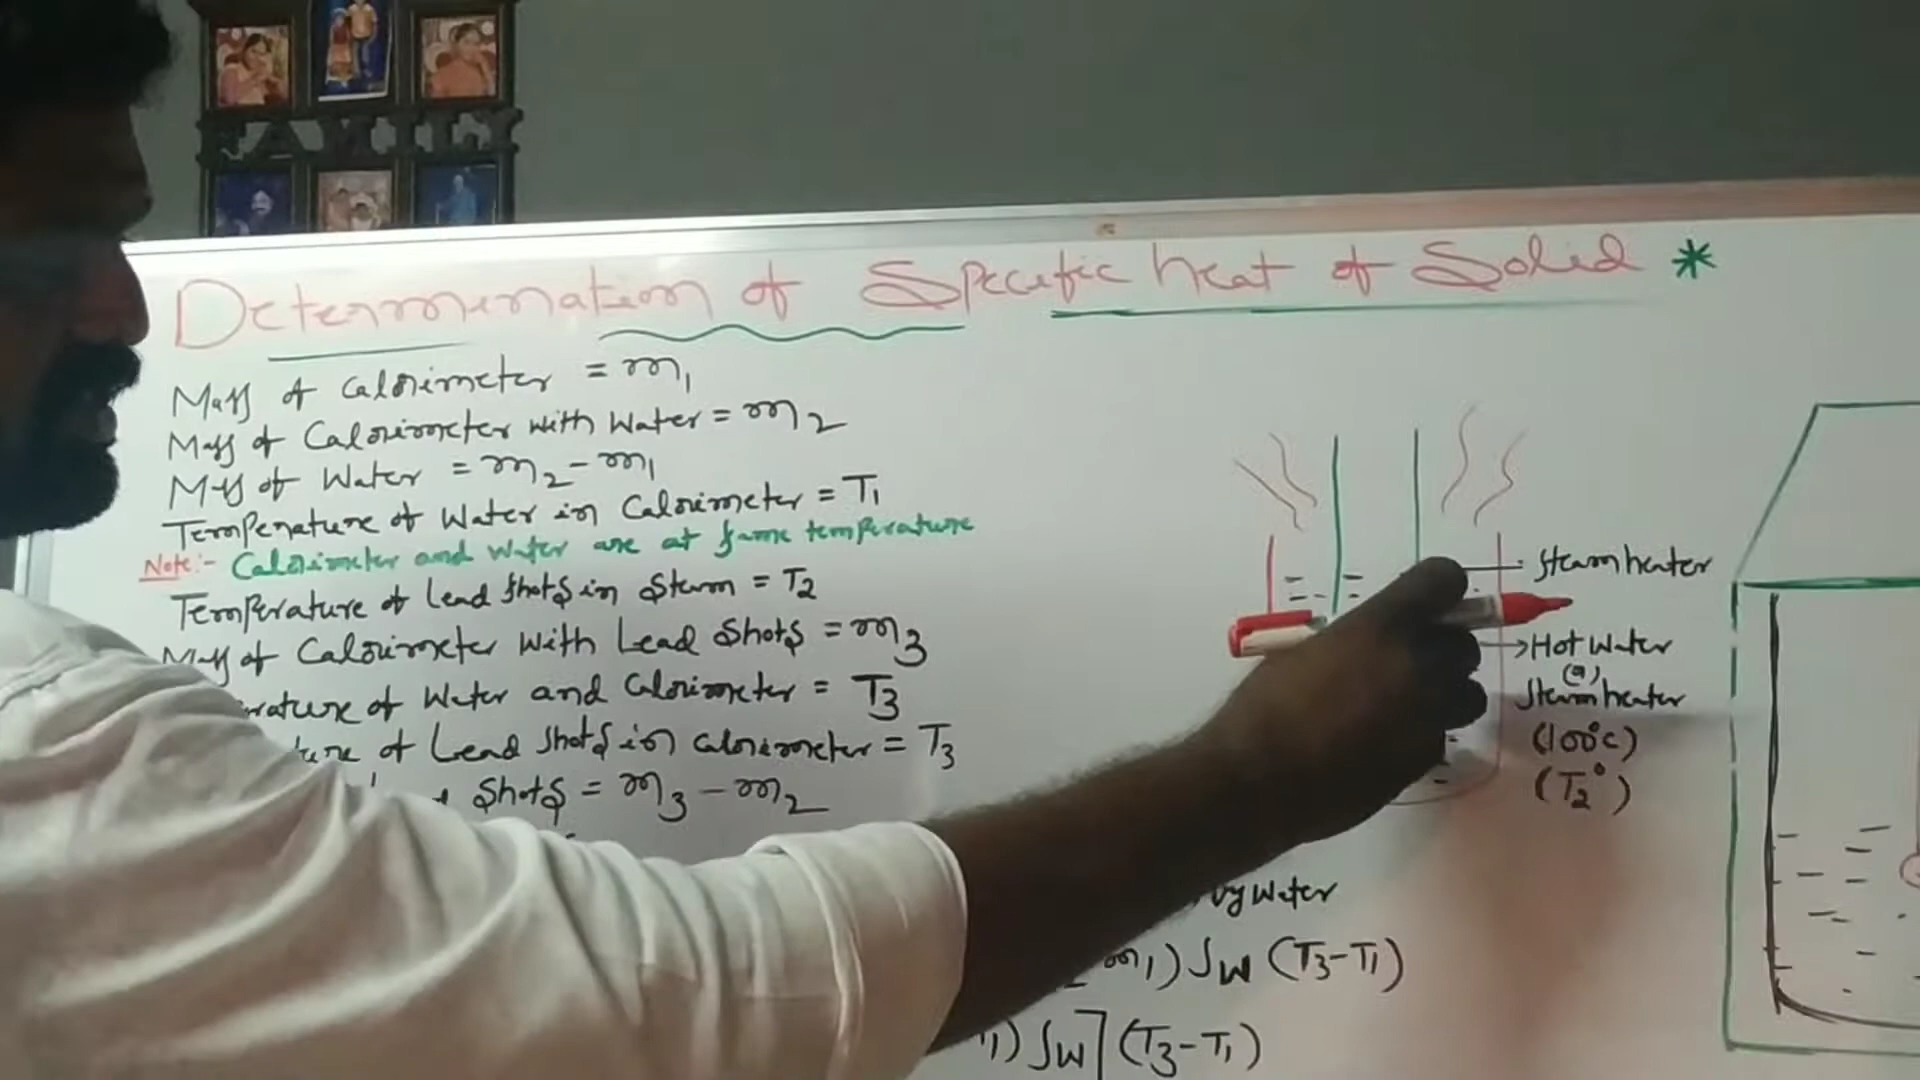 FAMILY
Determination of Specific heat of Solid *
Mass of Calorimeter = m₁
Mass of Calorimeter with Water = m₂
Mass of Water = m₂ - m₁
Temperature of Water in Calorimeter = T₁
Note:- Calorimeter and Water are at same temperature
Temperature of Lead shots in Steam = T₂
Mass of Calorimeter with Lead Shots = m₃
of Water and Calorimeter = T₃
of Lead shots in Calorimeter = T₃
Shots = m₃ - m₂
by Water
m₁) Sw (T₃-T₁)
₁) Sw] (T₃-T₁)
Steam heater
Hot Water
Steam heater
(100°C)
(T₂°)